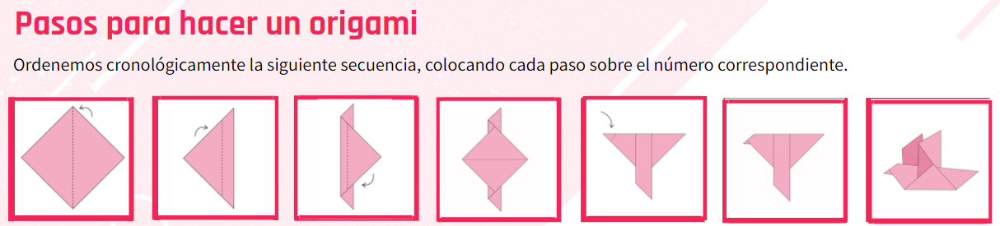 Pasos para hacer un origami
Ordenemos cronológicamente la siguiente secuencia, colocando cada paso sobre el número correspondiente.